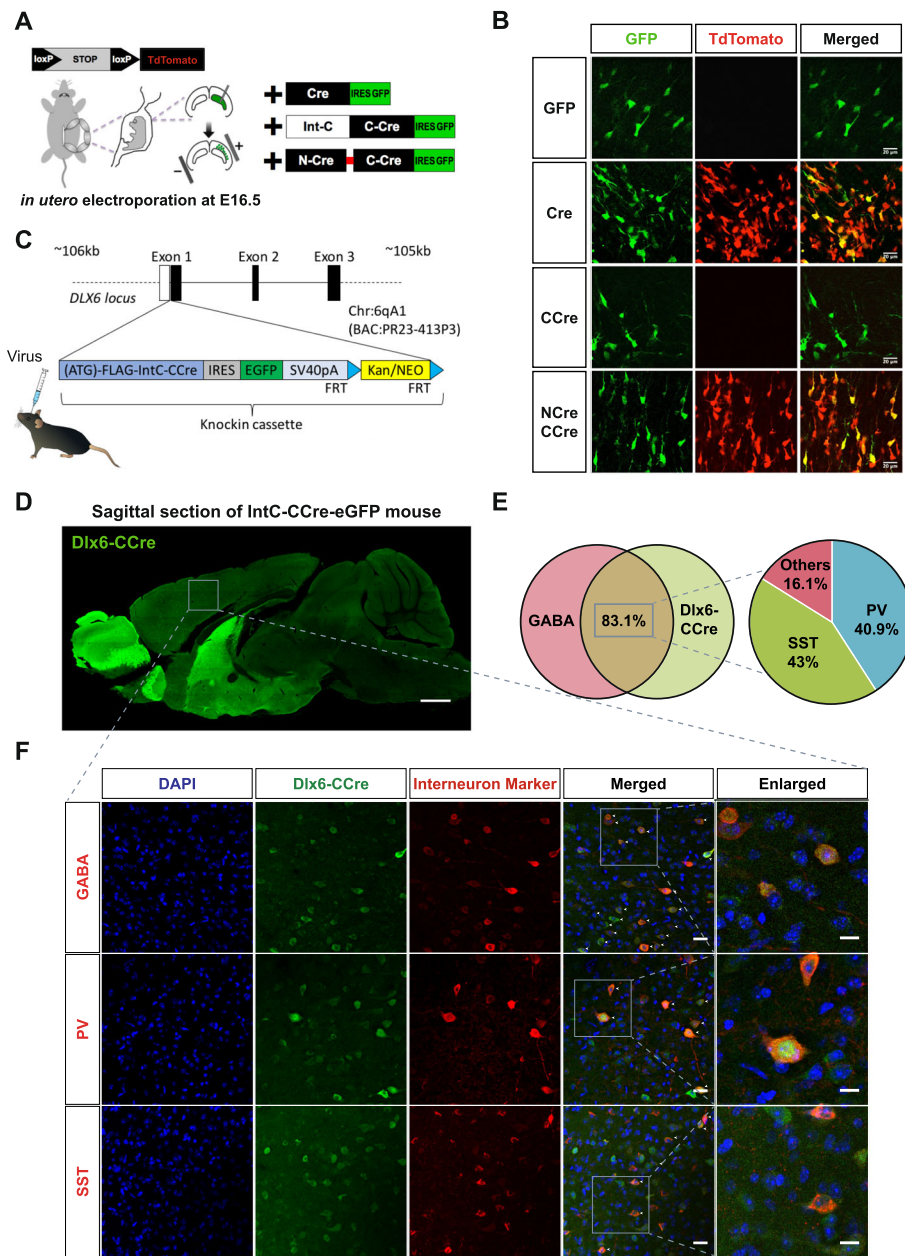 A
loxP STOP loxP TdTomato
+ Cre IRES GFP
+ Int-C C-Cre IRES GFP
+ N-Cre C-Cre IRES GFP
− +
in utero electroporation at E16.5
B
GFP TdTomato Merged
GFP
20 µm
Cre
20 µm
CCre
20 µm
NCre
CCre
20 µm
C
~106kb Exon 1 Exon 2 Exon 3 ~105kb
DLX6 locus
Chr:6qA1
(BAC:PR23-413P3)
Virus
(ATG)-FLAG-IntC-CCre IRES EGFP SV40pA Kan/NEO
FRT FRT
Knockin cassette
D
Sagittal section of IntC-CCre-eGFP mouse
Dlx6-CCre
E
GABA 83.1% Dlx6-
CCre
Others
16.1%
PV
40.9%
SST
43%
F
DAPI Dlx6-CCre Interneuron Marker Merged Enlarged
GABA
PV
SST